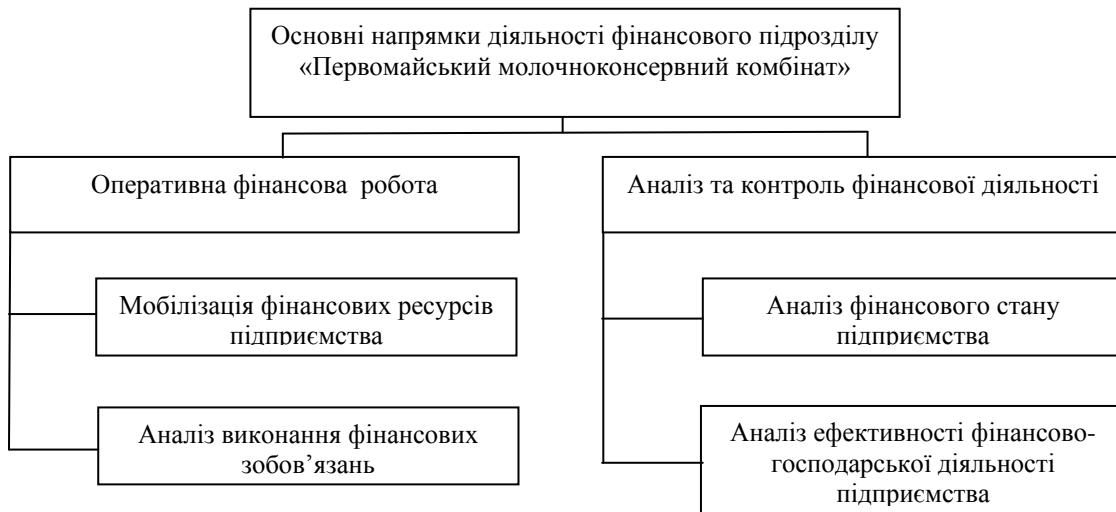 Основні напрямки діяльності фінансового підрозділу
«Первомайський молочноконсервний комбінат»
Оперативна фінансова робота
Аналіз та контроль фінансової діяльності
Мобілізація фінансових ресурсів
підприємства
Аналіз фінансового стану
підприємства
Аналіз виконання фінансових
зобов’язань
Аналіз ефективності фінансово-
господарської діяльності
підприємства